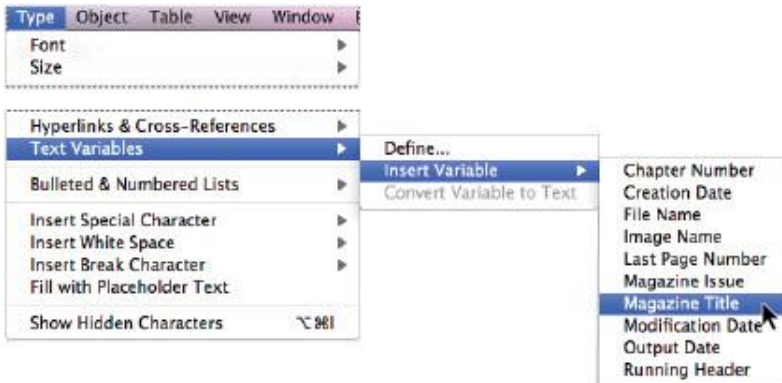 Type Object Table View Window
Font
Size
Hyperlinks & Cross-References
Text Variables
Bulleted & Numbered Lists
Insert Special Character
Insert White Space
Insert Break Character
Fill with Placeholder Text
Show Hidden Characters ⌥⌘I
Define...
Insert Variable
Convert Variable to Text
Chapter Number
Creation Date
File Name
Image Name
Last Page Number
Magazine Issue
Magazine Title
Modification Date
Output Date
Running Header